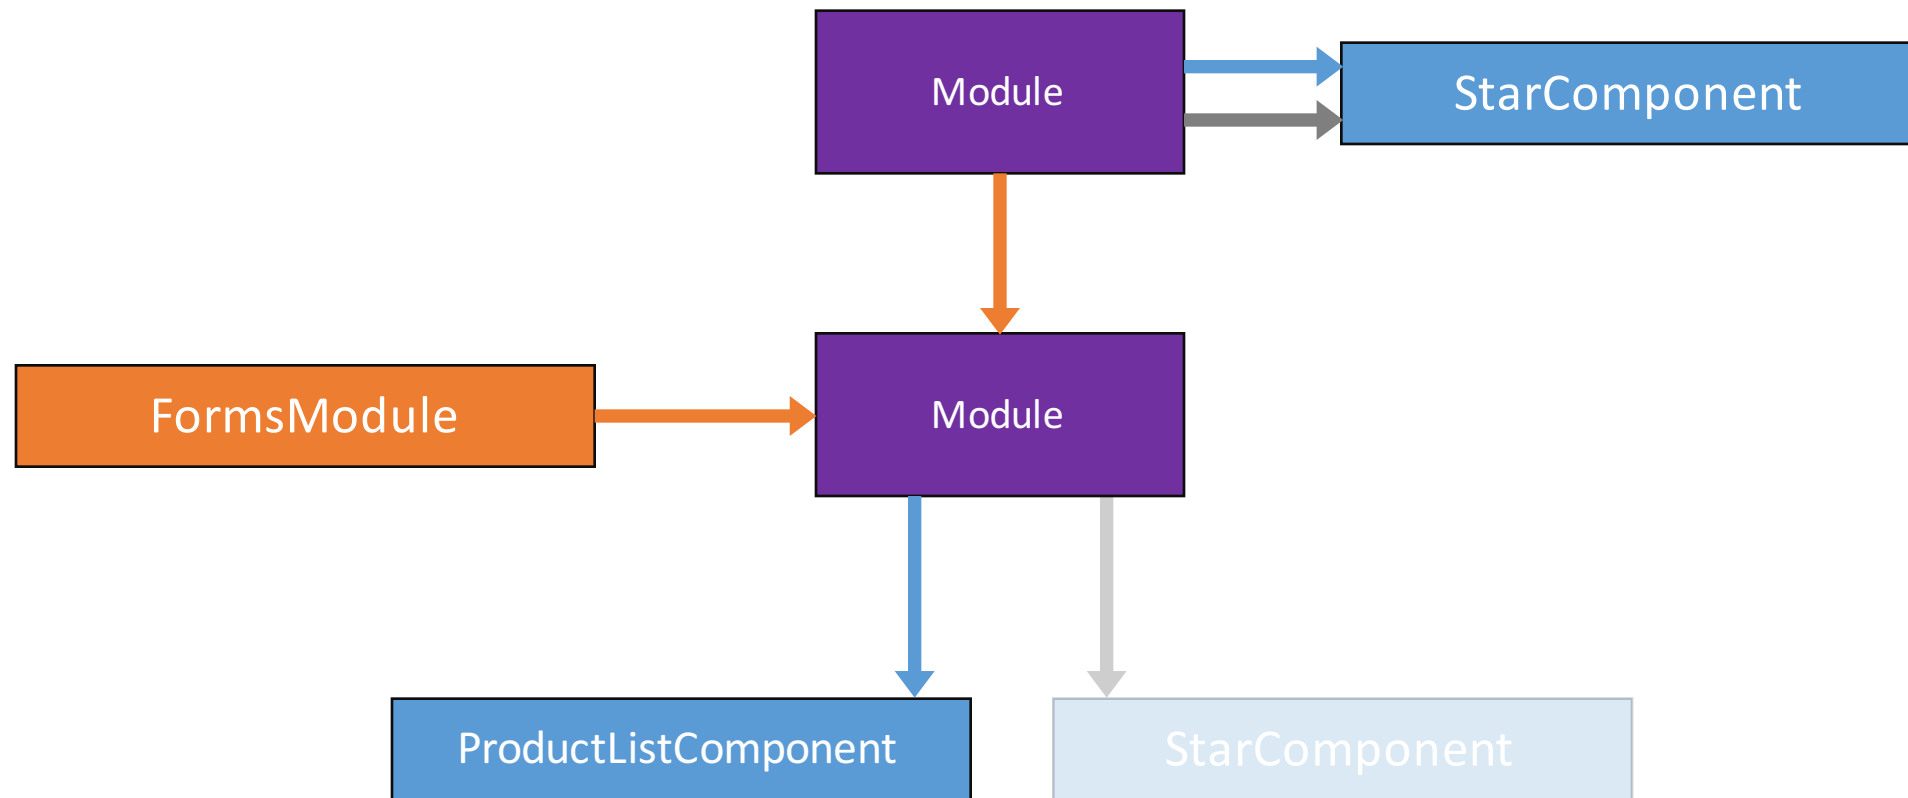 Module
StarComponent
FormsModule
Module
ProductListComponent
StarComponent